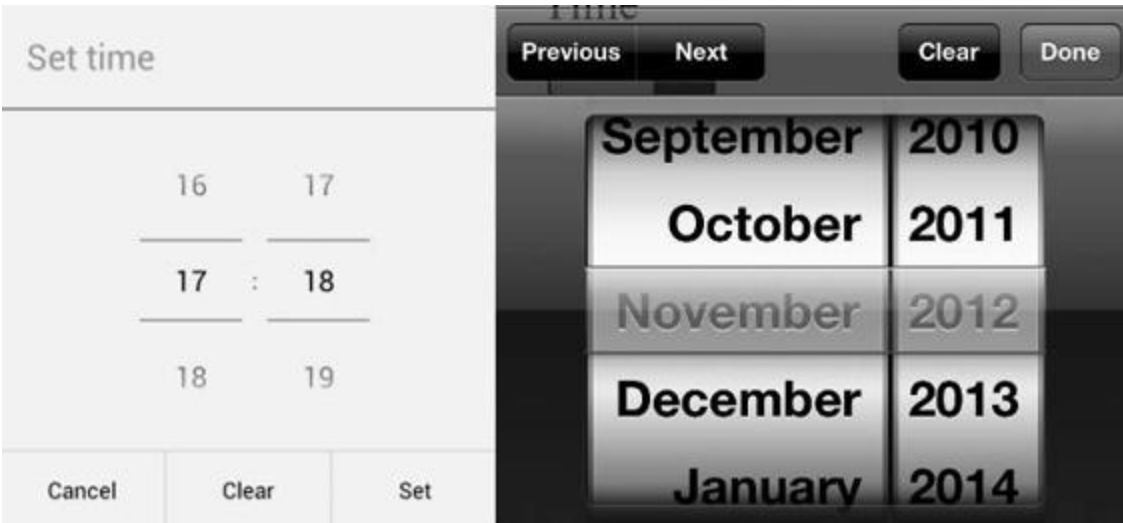 Set time
16 17
17 : 18
18 19
Cancel Clear Set
Time
Previous Next Clear Done
September 2010
October 2011
November 2012
December 2013
January 2014